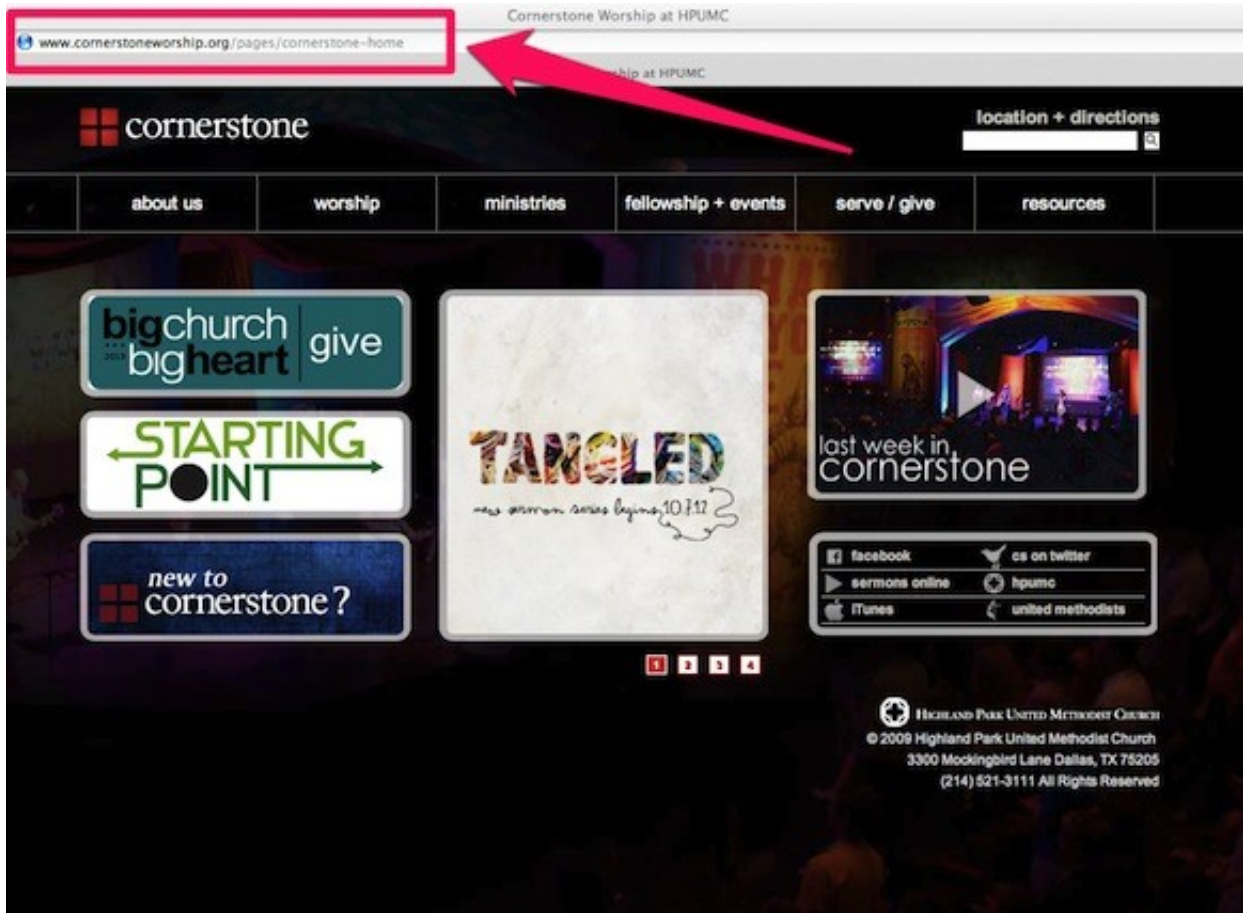 Cornerstone Worship at HPUMC
www.cornerstoneworship.org/pages/cornerstone-home
ship at HPUMC
cornerstone
location + directions
about us
worship
ministries
fellowship + events
serve / give
resources
bigchurch
bigheart
give
STARTING
POINT
new to
cornerstone?
TANGLED
new sermon series begins 10.7.12
last week in
cornerstone
facebook
cs on twitter
sermons online
hpumc
iTunes
united methodists
1 2 3 4
HIGHLAND PARK UNITED METHODIST CHURCH
© 2009 Highland Park United Methodist Church
3300 Mockingbird Lane Dallas, TX 75205
(214) 521-3111 All Rights Reserved